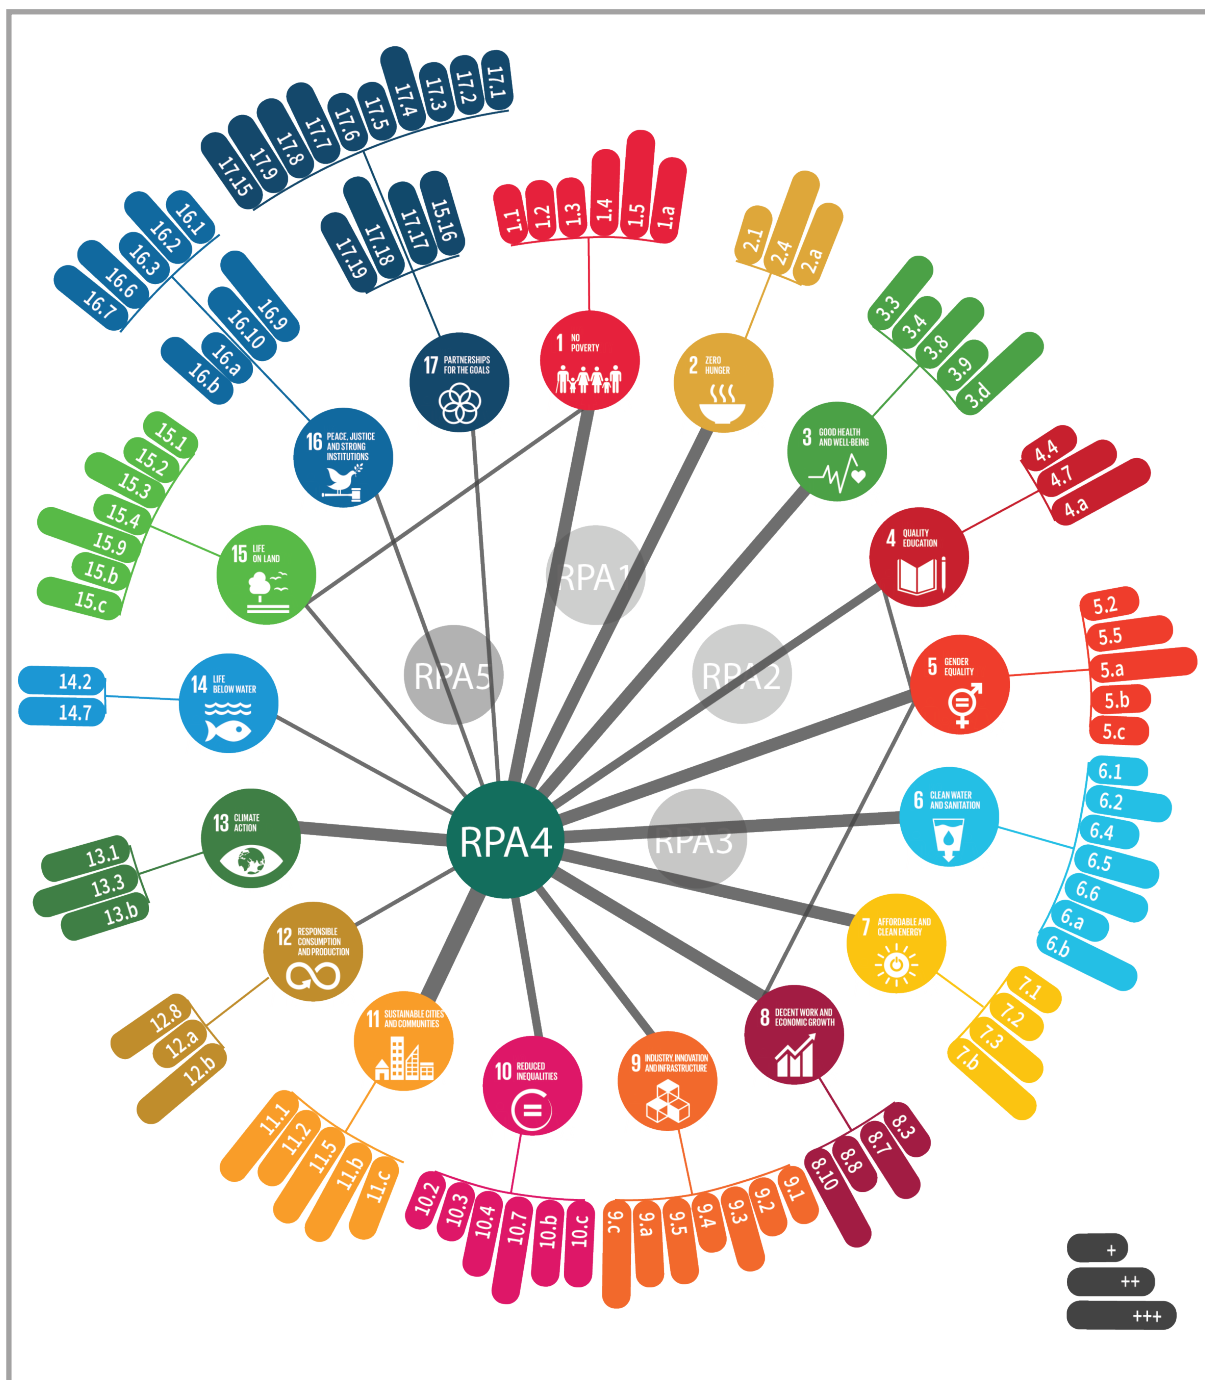 17.15
17.9
17.8
17.7
17.6
17.5
17.4
17.3
17.2
17.1
17.19
17.18
17.17
15.16
17 PARTNERSHIPS
FOR THE GOALS
1.1
1.2
1.3
1.4
1.5
1.a
1 NO
POVERTY
2.1
2.4
2.a
2 ZERO
HUNGER
3.3
3.4
3.8
3.9
3.d
3 GOOD HEALTH
AND WELL-BEING
4.4
4.7
4.a
4 QUALITY
EDUCATION
5.2
5.5
5.a
5.b
5.c
5 GENDER
EQUALITY
6.1
6.2
6.4
6.5
6.6
6.a
6.b
6 CLEAN WATER
AND SANITATION
7.1
7.2
7.3
7.b
7 AFFORDABLE AND
CLEAN ENERGY
8.3
8.7
8.8
8.10
8 DECENT WORK AND
ECONOMIC GROWTH
9.1
9.2
9.3
9.4
9.5
9.a
9.c
9 INDUSTRY, INNOVATION
AND INFRASTRUCTURE
10.c
10.b
10.7
10.4
10.3
10.2
10 REDUCED
INEQUALITIES
11.c
11.b
11.5
11.2
11.1
11 SUSTAINABLE CITIES
AND COMMUNITIES
12.b
12.a
12.8
12 RESPONSIBLE
CONSUMPTION
AND PRODUCTION
13.b
13.3
13.1
13 CLIMATE
ACTION
14.7
14.2
14 LIFE
BELOW WATER
15.c
15.b
15.9
15.4
15.3
15.2
15.1
15 LIFE
ON LAND
16.7
16.6
16.3
16.2
16.1
16.b
16.a
16.10
16.9
16 PEACE, JUSTICE
AND STRONG
INSTITUTIONS
RPA1
RPA2
RPA3
RPA4
RPA5
+
++
+++